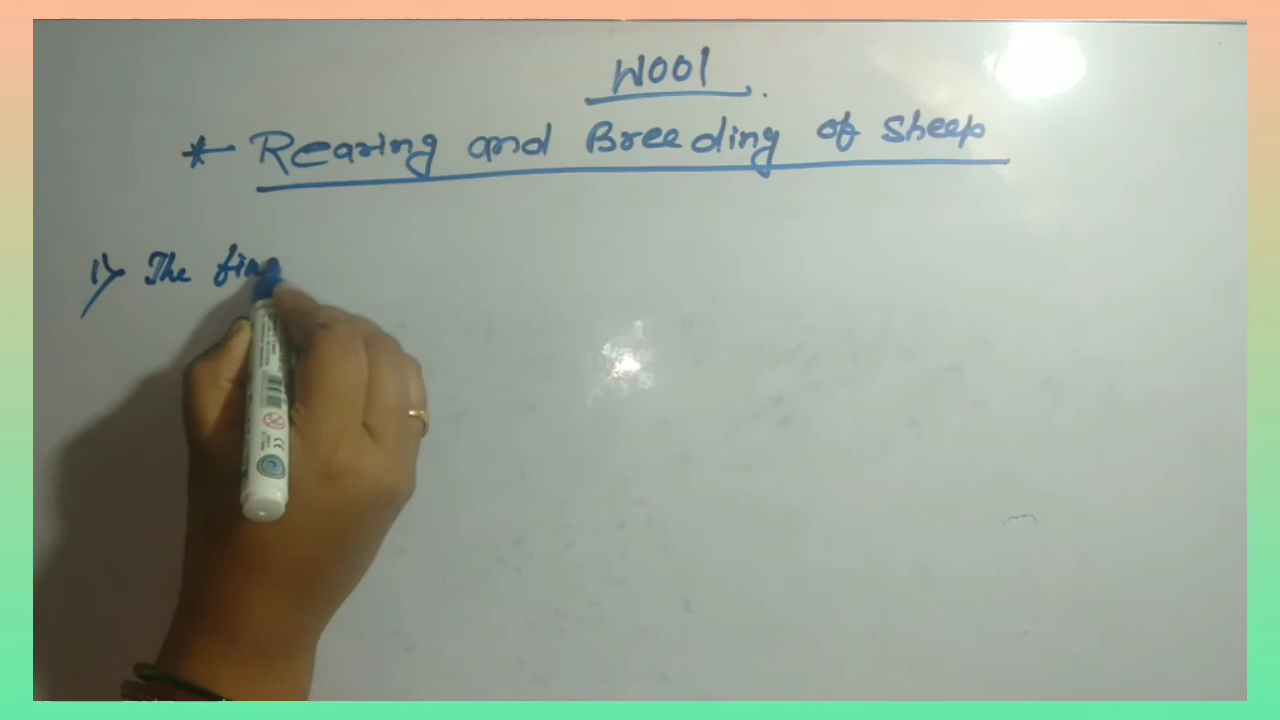 Wool.
* Rearing and Breeding of sheep
1) The